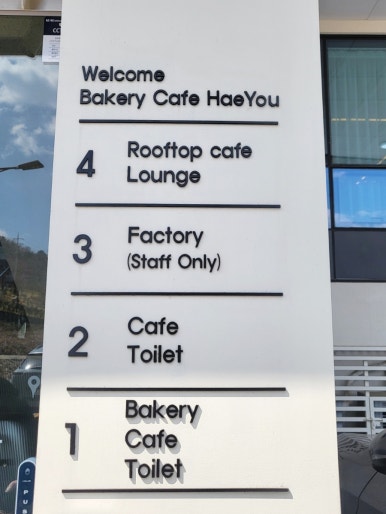 Welcome
Bakery Cafe HaeYou
4 Rooftop cafe
Lounge
3 Factory
(Staff Only)
2 Cafe
Toilet
1 Bakery
Cafe
Toilet